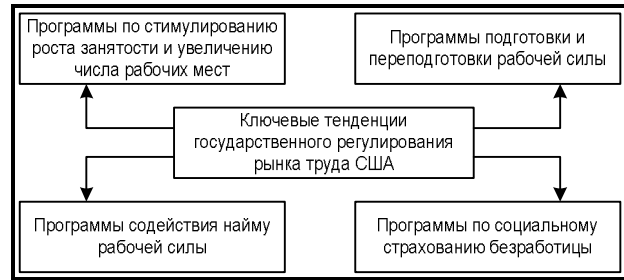 Программы по стимулированию
роста занятости и увеличению
числа рабочих мест
Программы подготовки и
переподготовки рабочей силы
Ключевые тенденции
государственного регулирования
рынка труда США
Программы содействия найму
рабочей силы
Программы по социальному
страхованию безработицы